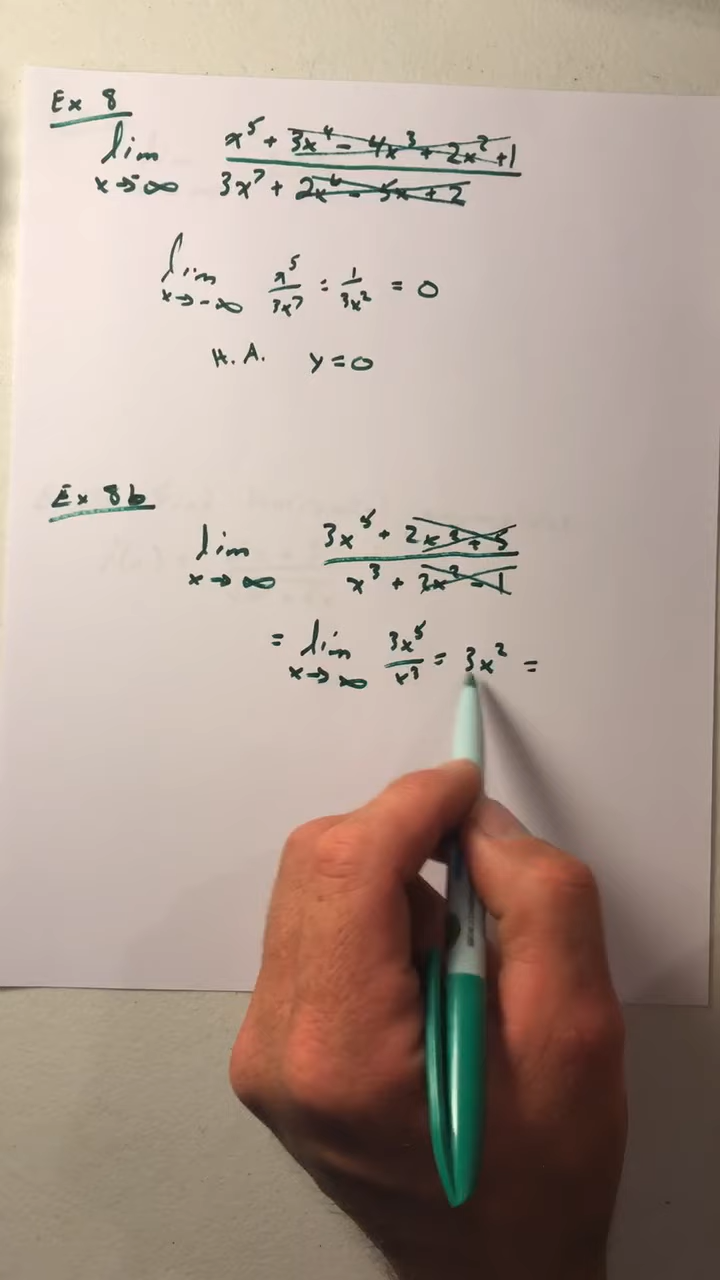 Ex 8
lim x→-∞ x⁵ + 3x⁴ - 4x³ + 2x² + 1 / 3x⁷ + 2x⁶ - 5x + 2
lim x→-∞ x⁵/3x⁷ = 1/3x² = 0
H.A. y=0
Ex 8b
lim x→∞ 3x⁵ + 2x³ + 5 / x³ + 3x² - 1
= lim x→∞ 3x⁵/x³ = 3x² =